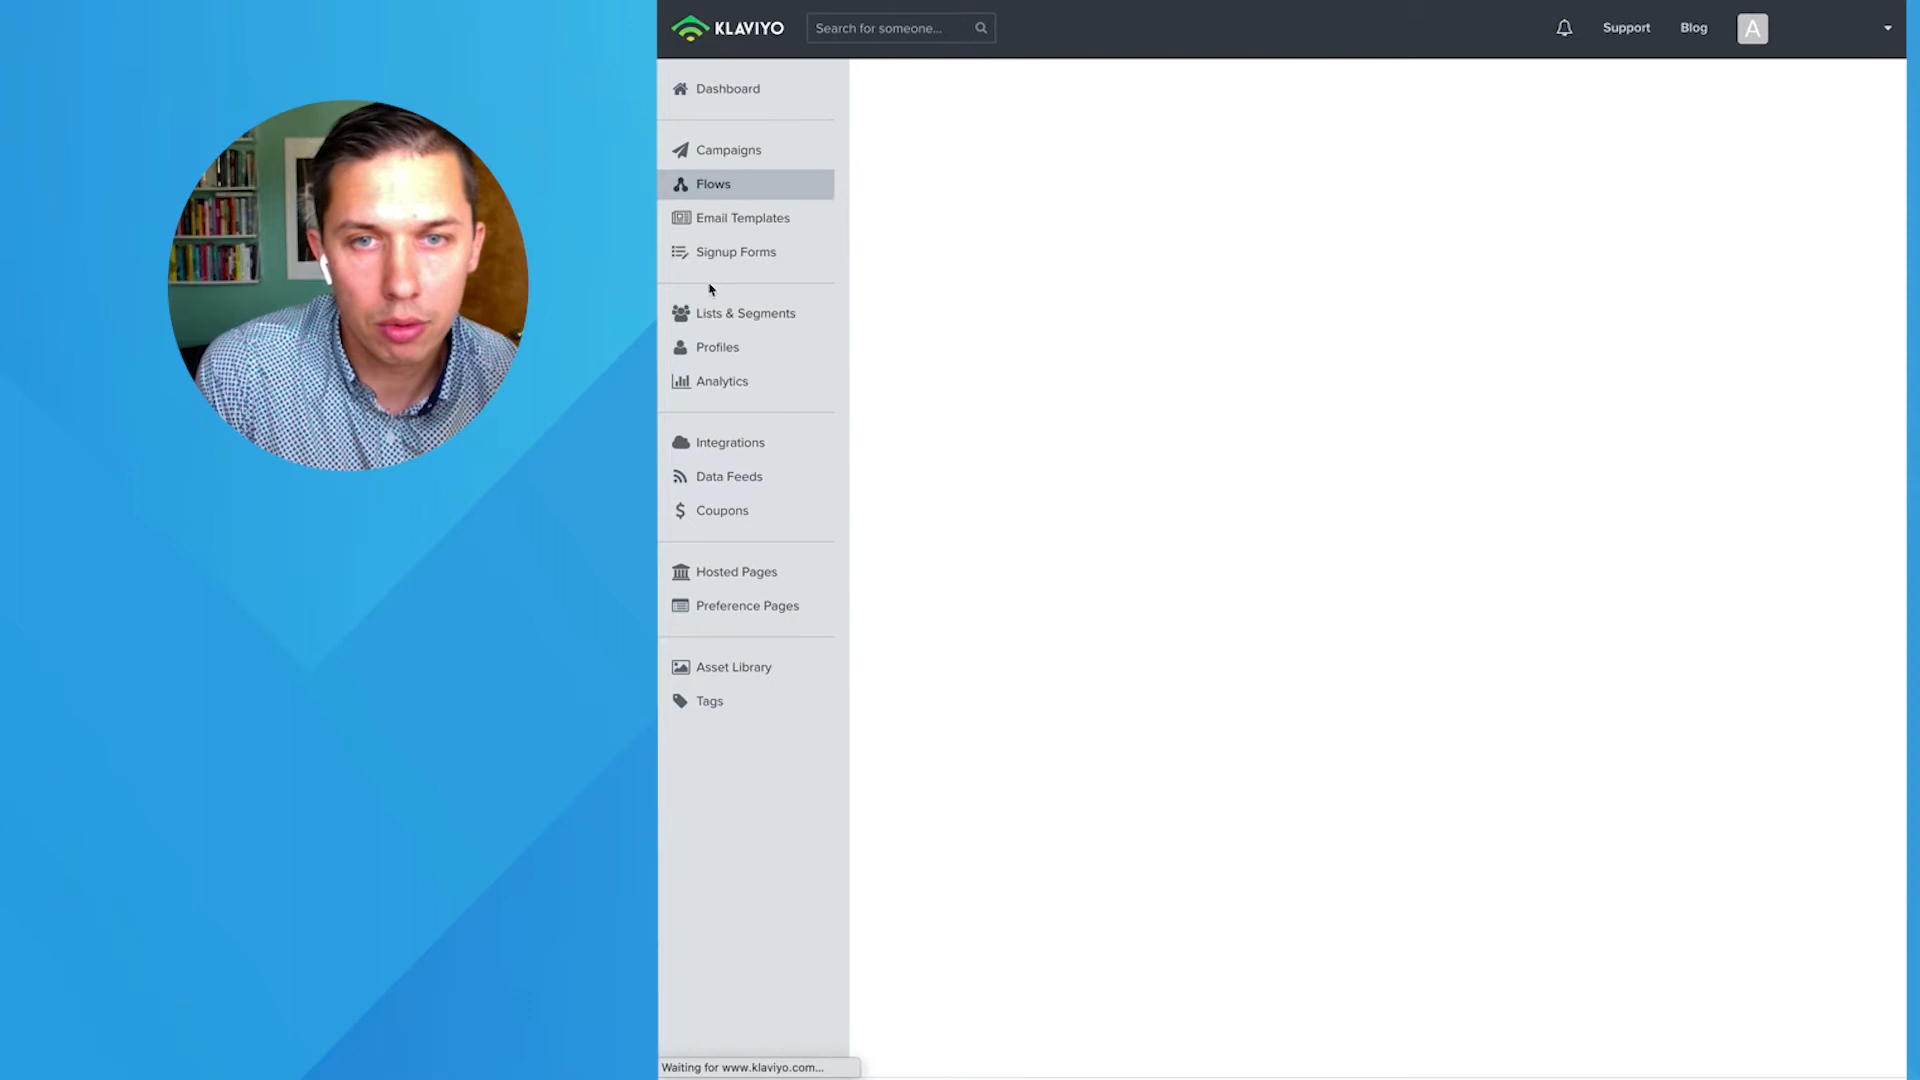 KLAVIYO
Search for someone...
Support
Blog
A
Dashboard
Campaigns
Flows
Email Templates
Signup Forms
Lists & Segments
Profiles
Analytics
Integrations
Data Feeds
Coupons
Hosted Pages
Preference Pages
Asset Library
Tags
Waiting for www.klaviyo.com...